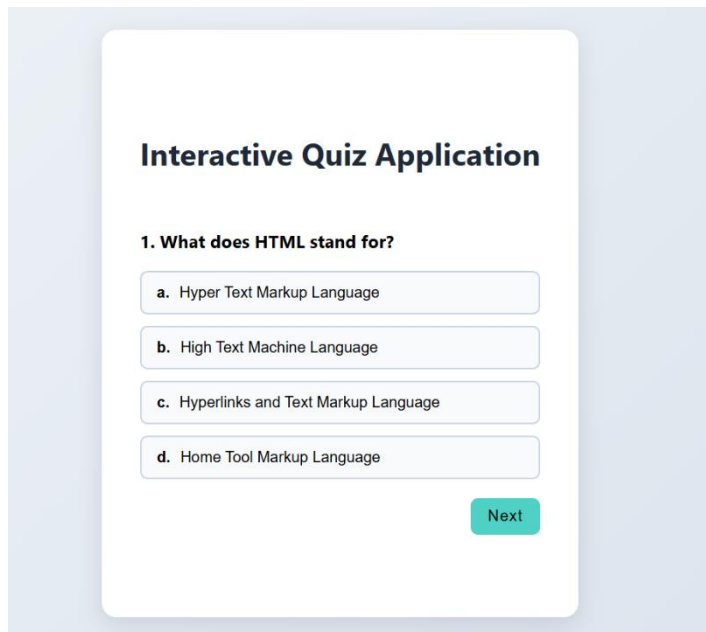 Interactive Quiz Application
1. What does HTML stand for?
a. Hyper Text Markup Language
b. High Text Machine Language
c. Hyperlinks and Text Markup Language
d. Home Tool Markup Language
Next